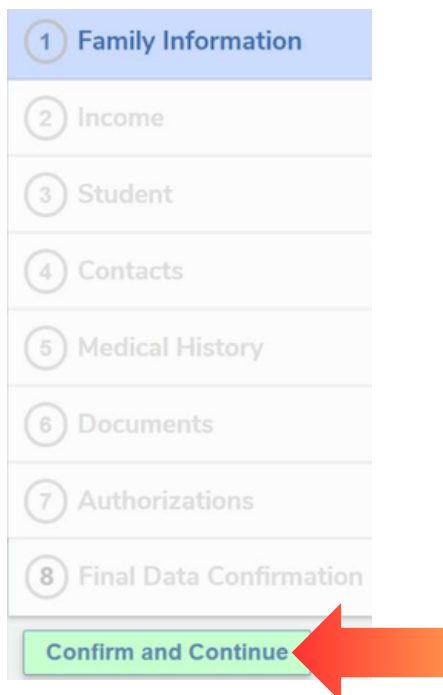 1 Family Information
2 Income
3 Student
4 Contacts
5 Medical History
6 Documents
7 Authorizations
8 Final Data Confirmation
Confirm and Continue